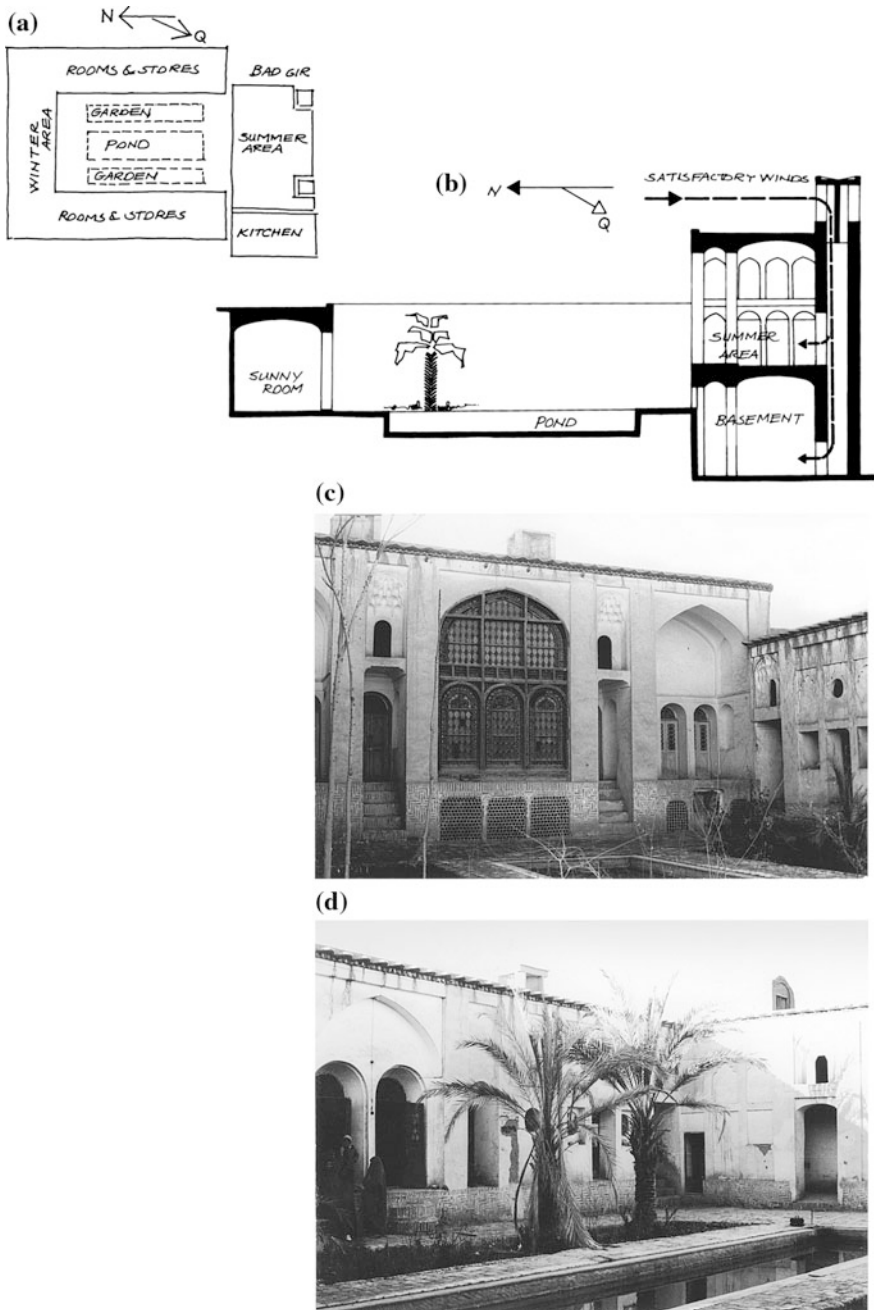 (a)
N
Q
ROOMS & STORES
BAD GIR
WINTER AREA
GARDEN
POND
GARDEN
SUMMER
AREA
ROOMS & STORES
KITCHEN
(b)
N
Q
SATISFACTORY WINDS
SUNNY
ROOM
SUMMER
AREA
POND
BASEMENT
(c)
(d)